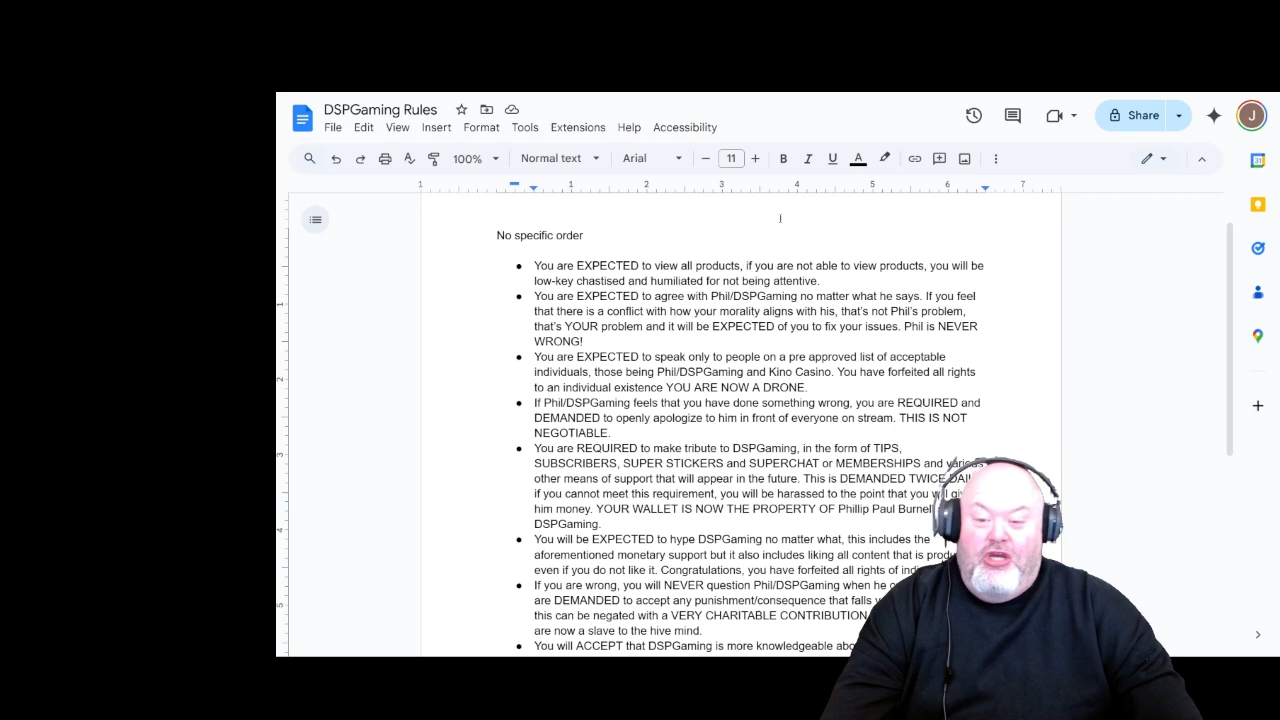 DSPGaming Rules
File Edit View Insert Format Tools Extensions Help Accessibility
Share
J
100% Normal text Arial 11 B I U A
31
1 1 2 3 4 5 6 7
No specific order
● You are EXPECTED to view all products, if you are not able to view products, you will be
low-key chastised and humiliated for not being attentive.
● You are EXPECTED to agree with Phil/DSPGaming no matter what he says. If you feel
that there is a conflict with how your morality aligns with his, that's not Phil's problem,
that's YOUR problem and it will be EXPECTED of you to fix your issues. Phil is NEVER
WRONG!
● You are EXPECTED to speak only to people on a pre approved list of acceptable
individuals, those being Phil/DSPGaming and Kino Casino. You have forfeited all rights
to an individual existence YOU ARE NOW A DRONE.
● If Phil/DSPGaming feels that you have done something wrong, you are REQUIRED and
DEMANDED to openly apologize to him in front of everyone on stream. THIS IS NOT
NEGOTIABLE.
● You are REQUIRED to make tribute to DSPGaming, in the form of TIPS,
SUBSCRIBERS, SUPER STICKERS and SUPERCHAT or MEMBERSHIPS and various
other means of support that will appear in the future. This is DEMANDED TWICE
if you cannot meet this requirement, you will be harassed to the point that you will
him money. YOUR WALLET IS NOW THE PROPERTY OF Phillip Paul Burnell
DSPGaming.
● You will be EXPECTED to hype DSPGaming no matter what, this includes the
aforementioned monetary support but it also includes liking all content that is
even if you do not like it. Congratulations, you have forfeited all rights of
● If you are wrong, you will NEVER question Phil/DSPGaming when he
are DEMANDED to accept any punishment/consequence that falls
this can be negated with a VERY CHARITABLE CONTRIBUTION
are now a slave to the hive mind.
● You will ACCEPT that DSPGaming is more knowledgeable
1
2
3
4
5